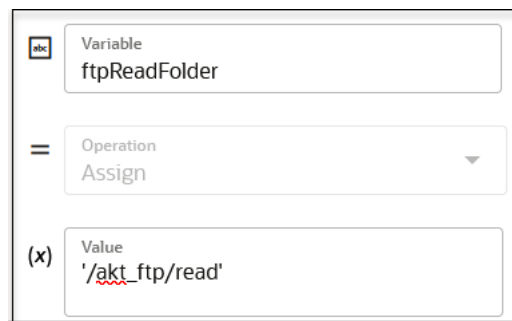 abc
Variable
ftpReadFolder
=
Operation
Assign
(x)
Value
'/akt_ftp/read'